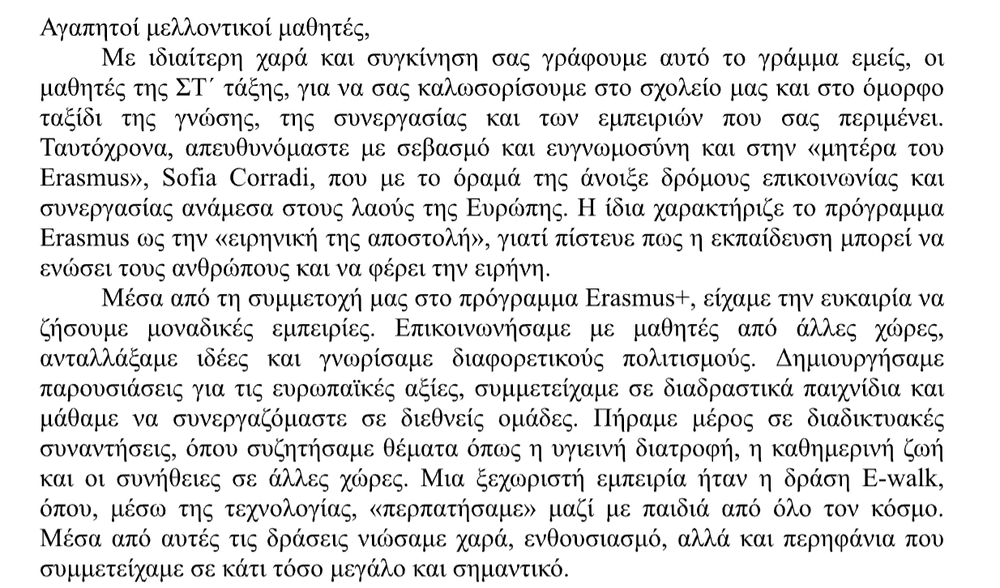 Αγαπητοί μελλοντικοί μαθητές,
Με ιδιαίτερη χαρά και συγκίνηση σας γράφουμε αυτό το γράμμα εμείς, οι
μαθητές της ΣΤ΄ τάξης, για να σας καλωσορίσουμε στο σχολείο μας και στο όμορφο
ταξίδι της γνώσης, της συνεργασίας και των εμπειριών που σας περιμένει.
Ταυτόχρονα, απευθυνόμαστε με σεβασμό και ευγνωμοσύνη και στην «μητέρα του
Erasmus», Sofia Corradi, που με το όραμά της άνοιξε δρόμους επικοινωνίας και
συνεργασίας ανάμεσα στους λαούς της Ευρώπης. Η ίδια χαρακτήριζε το πρόγραμμα
Erasmus ως την «ειρηνική της αποστολή», γιατί πίστευε πως η εκπαίδευση μπορεί να
ενώσει τους ανθρώπους και να φέρει την ειρήνη.
Μέσα από τη συμμετοχή μας στο πρόγραμμα Erasmus+, είχαμε την ευκαιρία να
ζήσουμε μοναδικές εμπειρίες. Επικοινωνήσαμε με μαθητές από άλλες χώρες,
ανταλλάξαμε ιδέες και γνωρίσαμε διαφορετικούς πολιτισμούς. Δημιουργήσαμε
παρουσιάσεις για τις ευρωπαϊκές αξίες, συμμετείχαμε σε διαδραστικά παιχνίδια και
μάθαμε να συνεργαζόμαστε σε διεθνείς ομάδες. Πήραμε μέρος σε διαδικτυακές
συναντήσεις, όπου συζητήσαμε θέματα όπως η υγιεινή διατροφή, η καθημερινή ζωή
και οι συνήθειες σε άλλες χώρες. Μια ξεχωριστή εμπειρία ήταν η δράση E-walk,
όπου, μέσω της τεχνολογίας, «περπατήσαμε» μαζί με παιδιά από όλο τον κόσμο.
Μέσα από αυτές τις δράσεις νιώσαμε χαρά, ενθουσιασμό, αλλά και περηφάνια που
συμμετείχαμε σε κάτι τόσο μεγάλο και σημαντικό.